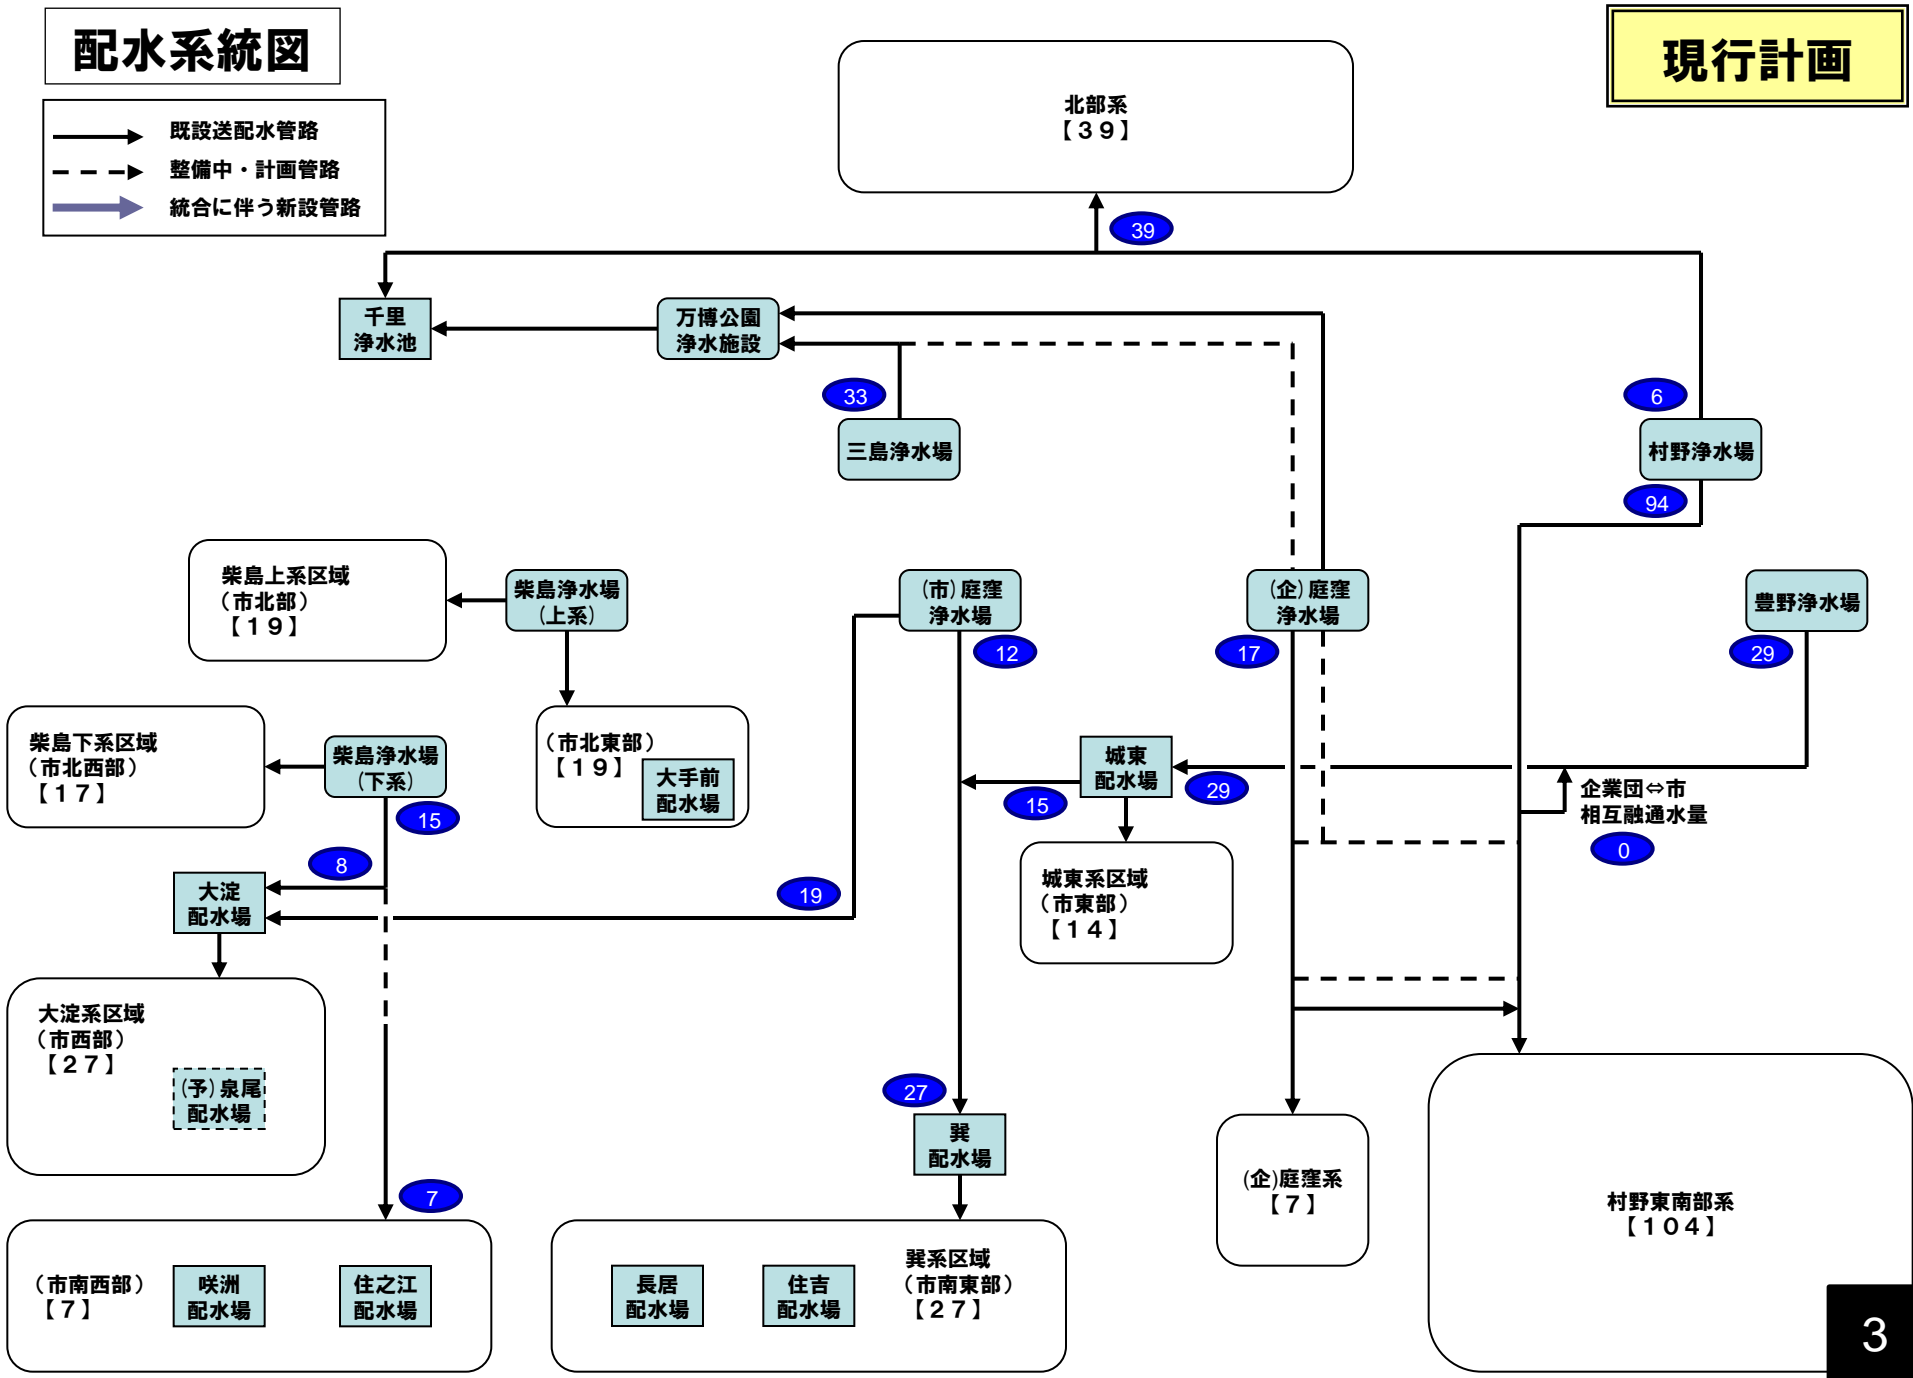 配水系統図
現行計画
既設送配水管路
整備中・計画管路
統合に伴う新設管路
北部系
【３９】
39
千里
浄水池
万博公園
浄水施設
33
三島浄水場
6
村野浄水場
94
柴島上系区域
（市北部）
【１９】
柴島浄水場
(上系)
(市)庭窪
浄水場
12
(企)庭窪
浄水場
17
豊野浄水場
29
柴島下系区域
（市北西部）
【１７】
柴島浄水場
(下系)
15
（市北東部）
【１９】
大手前
配水場
城東
配水場
29
15
企業団⇔市
相互融通水量
0
8
大淀
配水場
19
城東系区域
（市東部）
【１４】
大淀系区域
（市西部）
【２７】
(予)泉尾
配水場
27
巽
配水場
7
(企)庭窪系
【７】
村野東南部系
【１０４】
（市南西部）
【７】
咲洲
配水場
住之江
配水場
長居
配水場
住吉
配水場
巽系区域
（市南東部）
【２７】
3